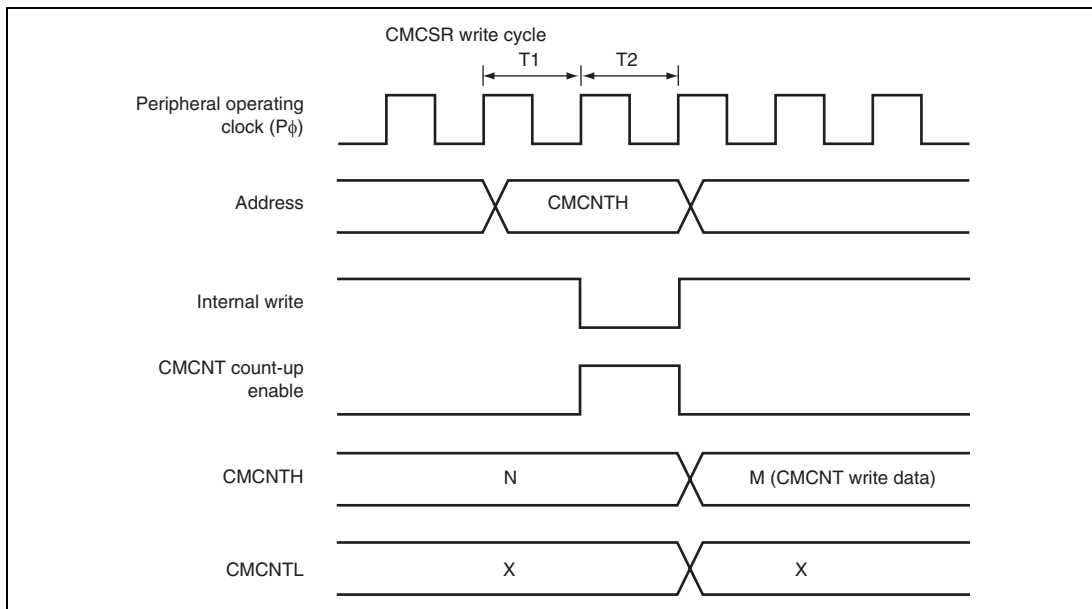 CMCSR write cycle
T1 T2
Peripheral operating
clock (Pϕ)
Address CMCNTH
Internal write
CMCNT count-up
enable
CMCNTH N M (CMCNT write data)
CMCNTL X X